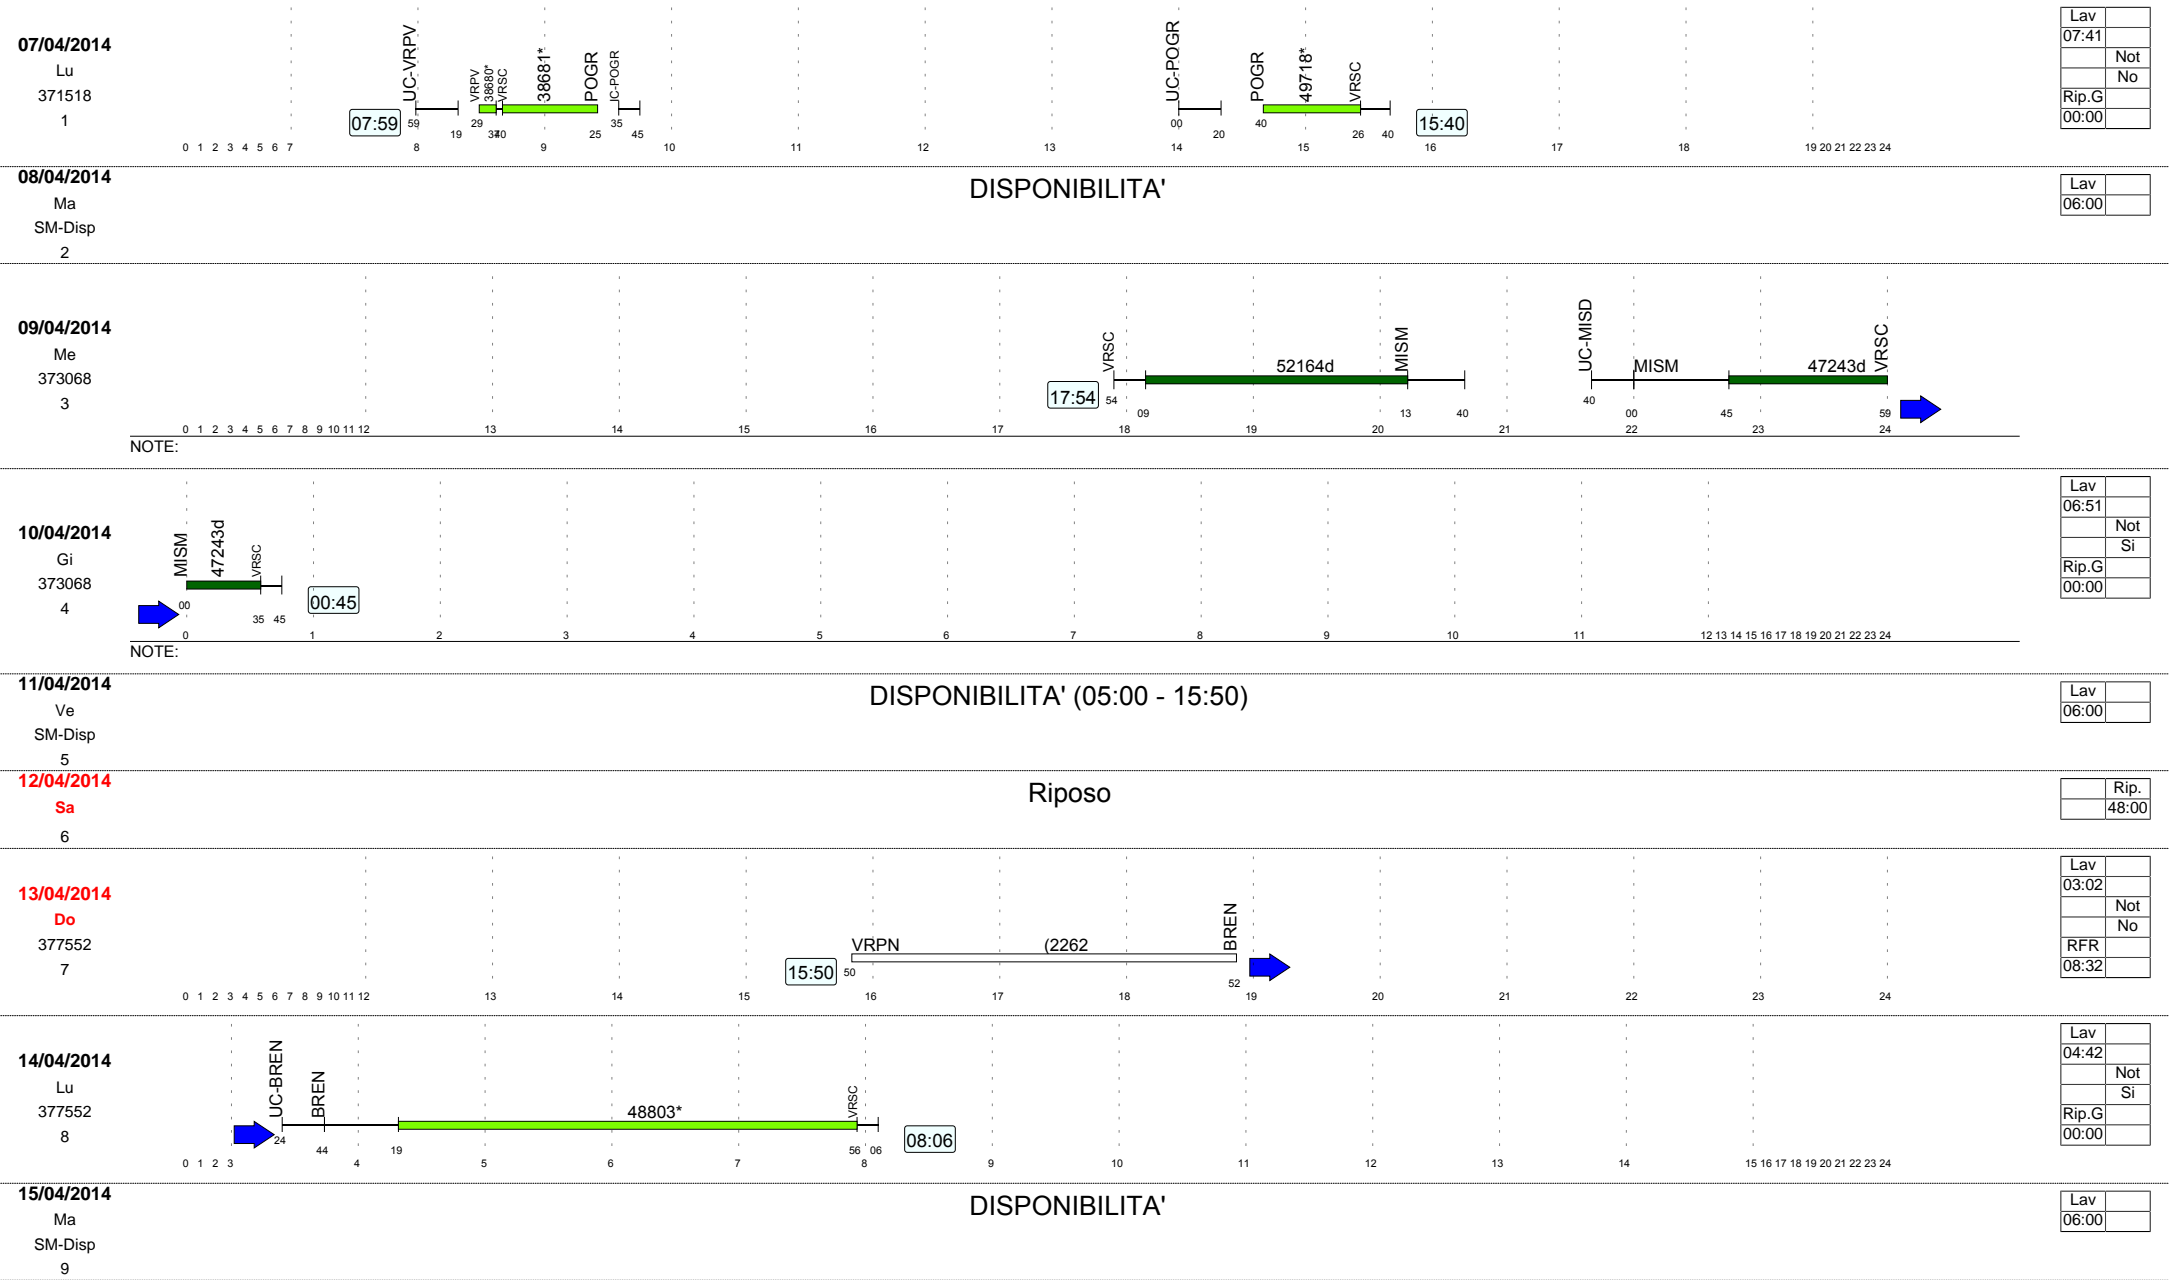 07/04/2014
Lu
371518
1
UC-VRPV
VRPV
38680*
VRSC
38681*
POGR
IC-POGR
UC-POGR
POGR
49718*
VRSC
07:59
59 19 29 37 40 25 35 45 00 20 40 26 40
15:40
0 1 2 3 4 5 6 7 8 9 10 11 12 13 14 15 16 17 18 19 20 21 22 23 24
Lav
07:41
Not
No
Rip.G
00:00
08/04/2014
Ma
SM-Disp
2
DISPONIBILITA'
Lav
06:00
09/04/2014
Me
373068
3
VRSC
52164d
MISM
UC-MISD
MISM
47243d
VRSC
17:54
54 09 13 40 40 00 45 59
0 1 2 3 4 5 6 7 8 9 10 11 12 13 14 15 16 17 18 19 20 21 22 23 24
NOTE:
10/04/2014
Gi
373068
4
MISM
47243d
VRSC
00 35 45
00:45
0 1 2 3 4 5 6 7 8 9 10 11 12 13 14 15 16 17 18 19 20 21 22 23 24
NOTE:
Lav
06:51
Not
Si
Rip.G
00:00
11/04/2014
Ve
SM-Disp
5
DISPONIBILITA' (05:00 - 15:50)
Lav
06:00
12/04/2014
Sa
6
Riposo
Rip.
48:00
13/04/2014
Do
377552
7
VRPN
(2262
BREN
15:50
50 52
0 1 2 3 4 5 6 7 8 9 10 11 12 13 14 15 16 17 18 19 20 21 22 23 24
Lav
03:02
Not
No
RFR
08:32
14/04/2014
Lu
377552
8
UC-BREN
BREN
48803*
VRSC
24 44 19 56 06
08:06
0 1 2 3 4 5 6 7 8 9 10 11 12 13 14 15 16 17 18 19 20 21 22 23 24
Lav
04:42
Not
Si
Rip.G
00:00
15/04/2014
Ma
SM-Disp
9
DISPONIBILITA'
Lav
06:00